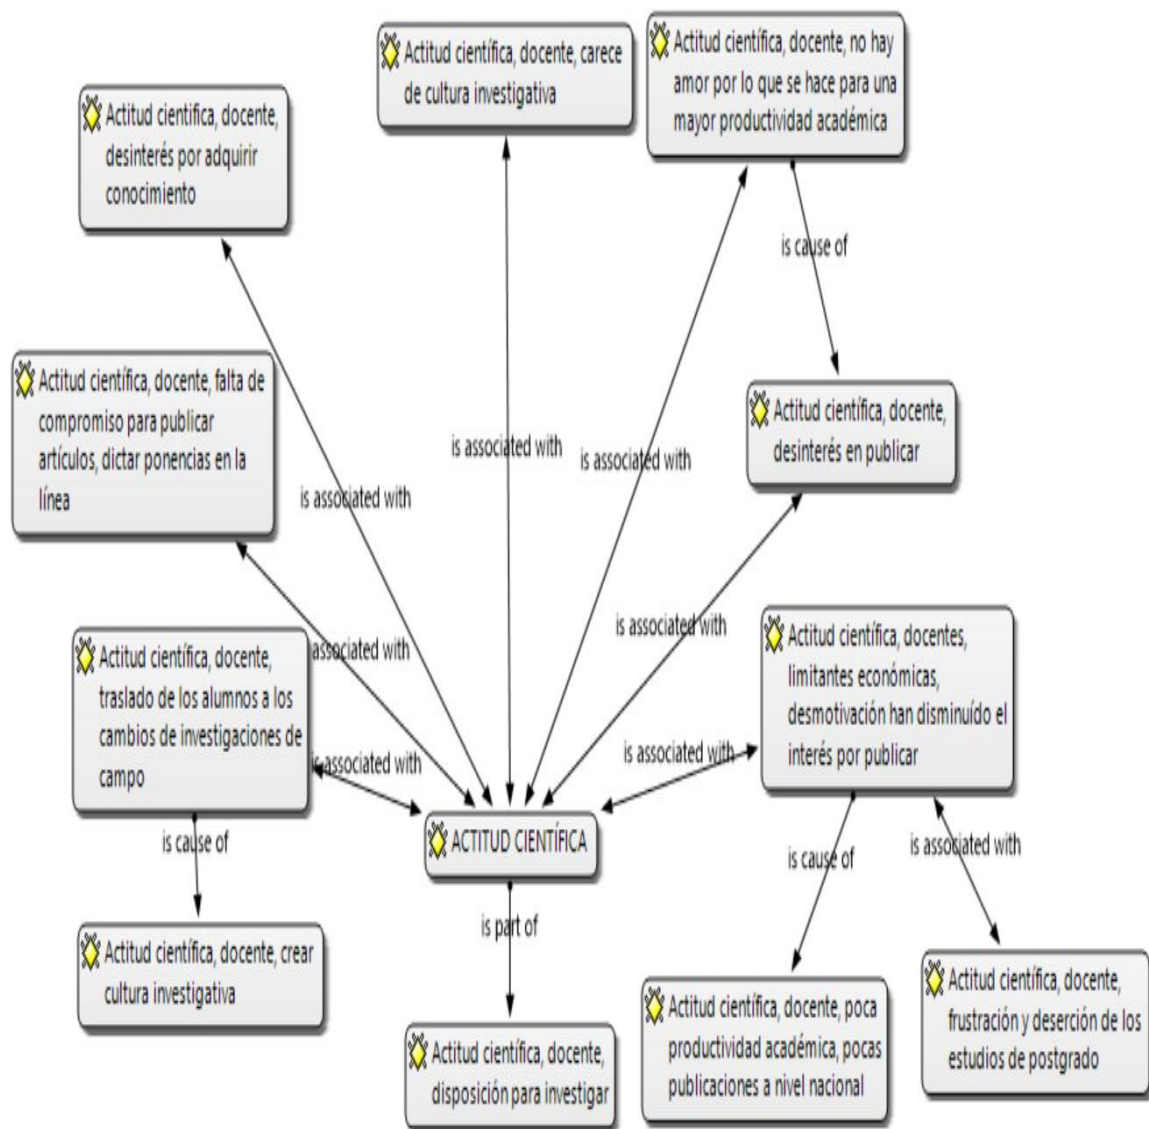 Actitud científica, docente, carece
de cultura investigativa
Actitud científica, docente, no hay
amor por lo que se hace para una
mayor productividad académica
Actitud científica, docente,
desinterés por adquirir
conocimiento
is cause of
Actitud científica, docente, falta de
compromiso para publicar
artículos, dictar ponencias en la
línea
Actitud científica, docente,
desinterés en publicar
is associated with
is associated with
is associated with
is associated with
associated with
Actitud científica, docente,
traslado de los alumnos a los
cambios de investigaciones de
campo
Actitud científica, docentes,
limitantes económicas,
desmotivación han disminuído el
interés por publicar
is associated with
is associated with
ACTITUD CIENTÍFICA
is cause of
is cause of
is associated with
is part of
Actitud científica, docente, crear
cultura investigativa
Actitud científica, docente,
disposición para investigar
Actitud científica, docente, poca
productividad académica, pocas
publicaciones a nivel nacional
Actitud científica, docente,
frustración y deserción de los
estudios de postgrado